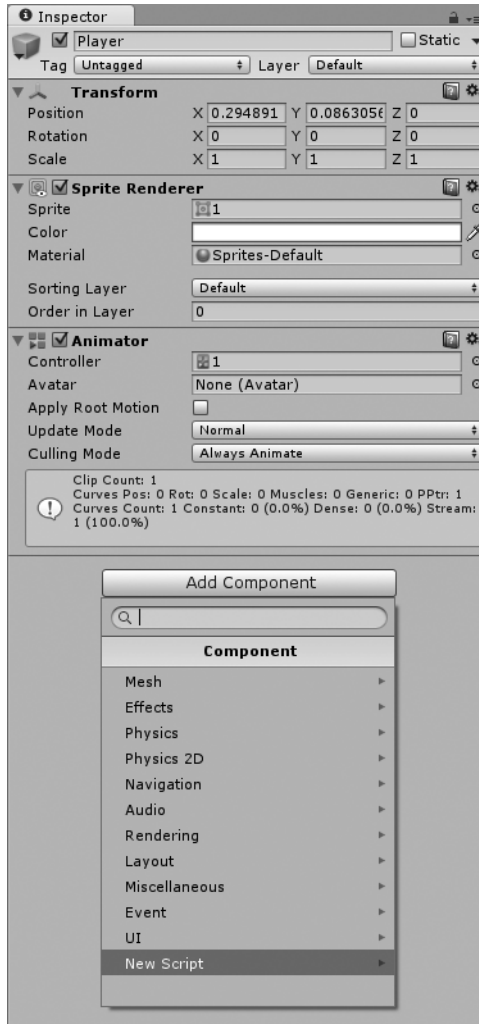 Inspector
Player Static
Tag Untagged Layer Default
Transform
Position X 0.294891 Y 0.0863056 Z 0
Rotation X 0 Y 0 Z 0
Scale X 1 Y 1 Z 1
Sprite Renderer
Sprite 1
Color
Material Sprites-Default
Sorting Layer Default
Order in Layer 0
Animator
Controller 1
Avatar None (Avatar)
Apply Root Motion
Update Mode Normal
Culling Mode Always Animate
Clip Count: 1
Curves Pos: 0 Rot: 0 Scale: 0 Muscles: 0 Generic: 0 PPtr: 1
Curves Count: 1 Constant: 0 (0.0%) Dense: 0 (0.0%) Stream:
1 (100.0%)
Add Component
Component
Mesh
Effects
Physics
Physics 2D
Navigation
Audio
Rendering
Layout
Miscellaneous
Event
UI
New Script